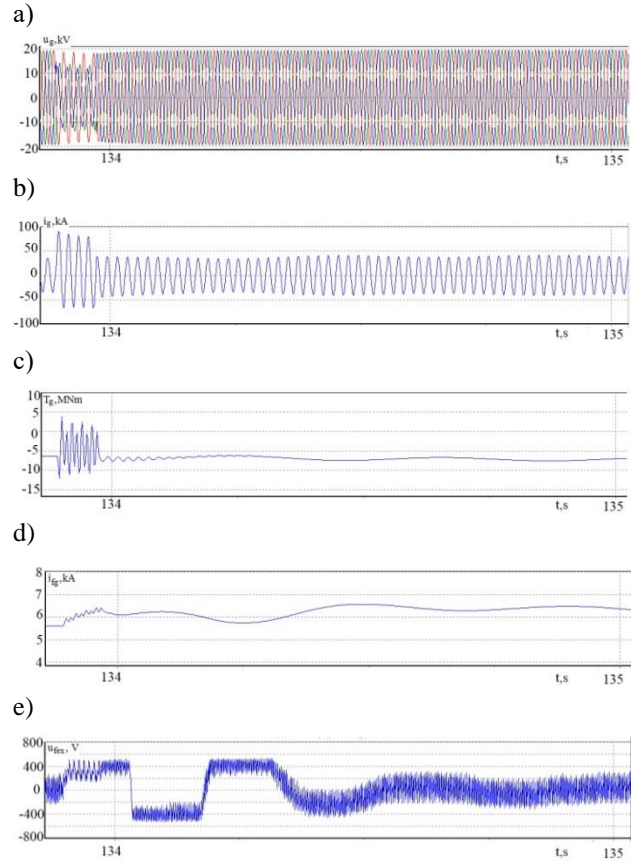 a)
u_g, kV
20
10
0
-10
-20
134
t,s
135
b)
i_g, kA
100
50
0
-50
-100
134
t,s
135
c)
T_g, MNm
10
5
0
-5
-10
-15
134
t,s
135
d)
i_fg, kA
8
7
6
5
4
134
t,s
135
e)
u_fex, V
800
400
0
-400
-800
134
t,s
135